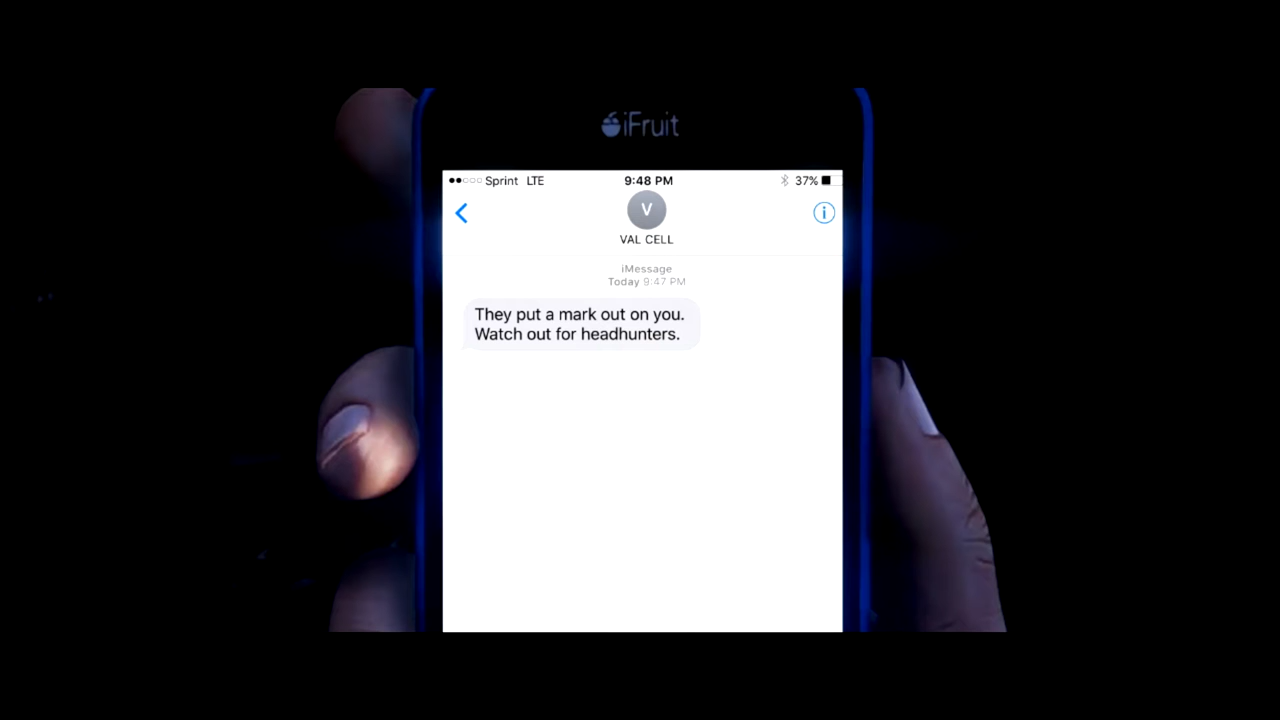 iFruit
Sprint LTE 9:48 PM 37%
V
VAL CELL
iMessage
Today 9:47 PM
They put a mark out on you.
Watch out for headhunters.